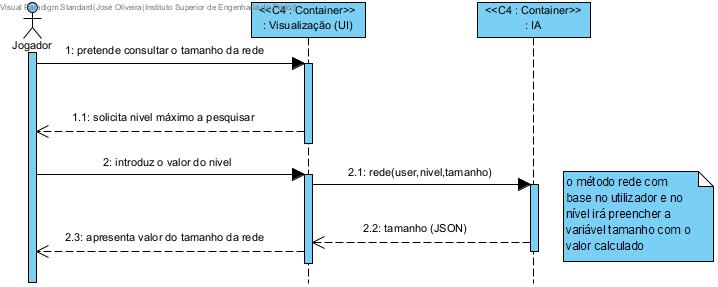 Visual Paradigm Standard(José Oliveira(Instituto Superior de Engenharia do Porto))
Jogador
<<C4 : Container>>
: Visualização (UI)
<<C4 : Container>>
: IA
1: pretende consultar o tamanho da rede
1.1: solicita nivel máximo a pesquisar
2: introduz o valor do nivel
2.1: rede(user,nivel,tamanho)
2.2: tamanho (JSON)
2.3: apresenta valor do tamanho da rede
o método rede com
base no utilizador e no
nível irá preencher a
variável tamanho com o
valor calculado